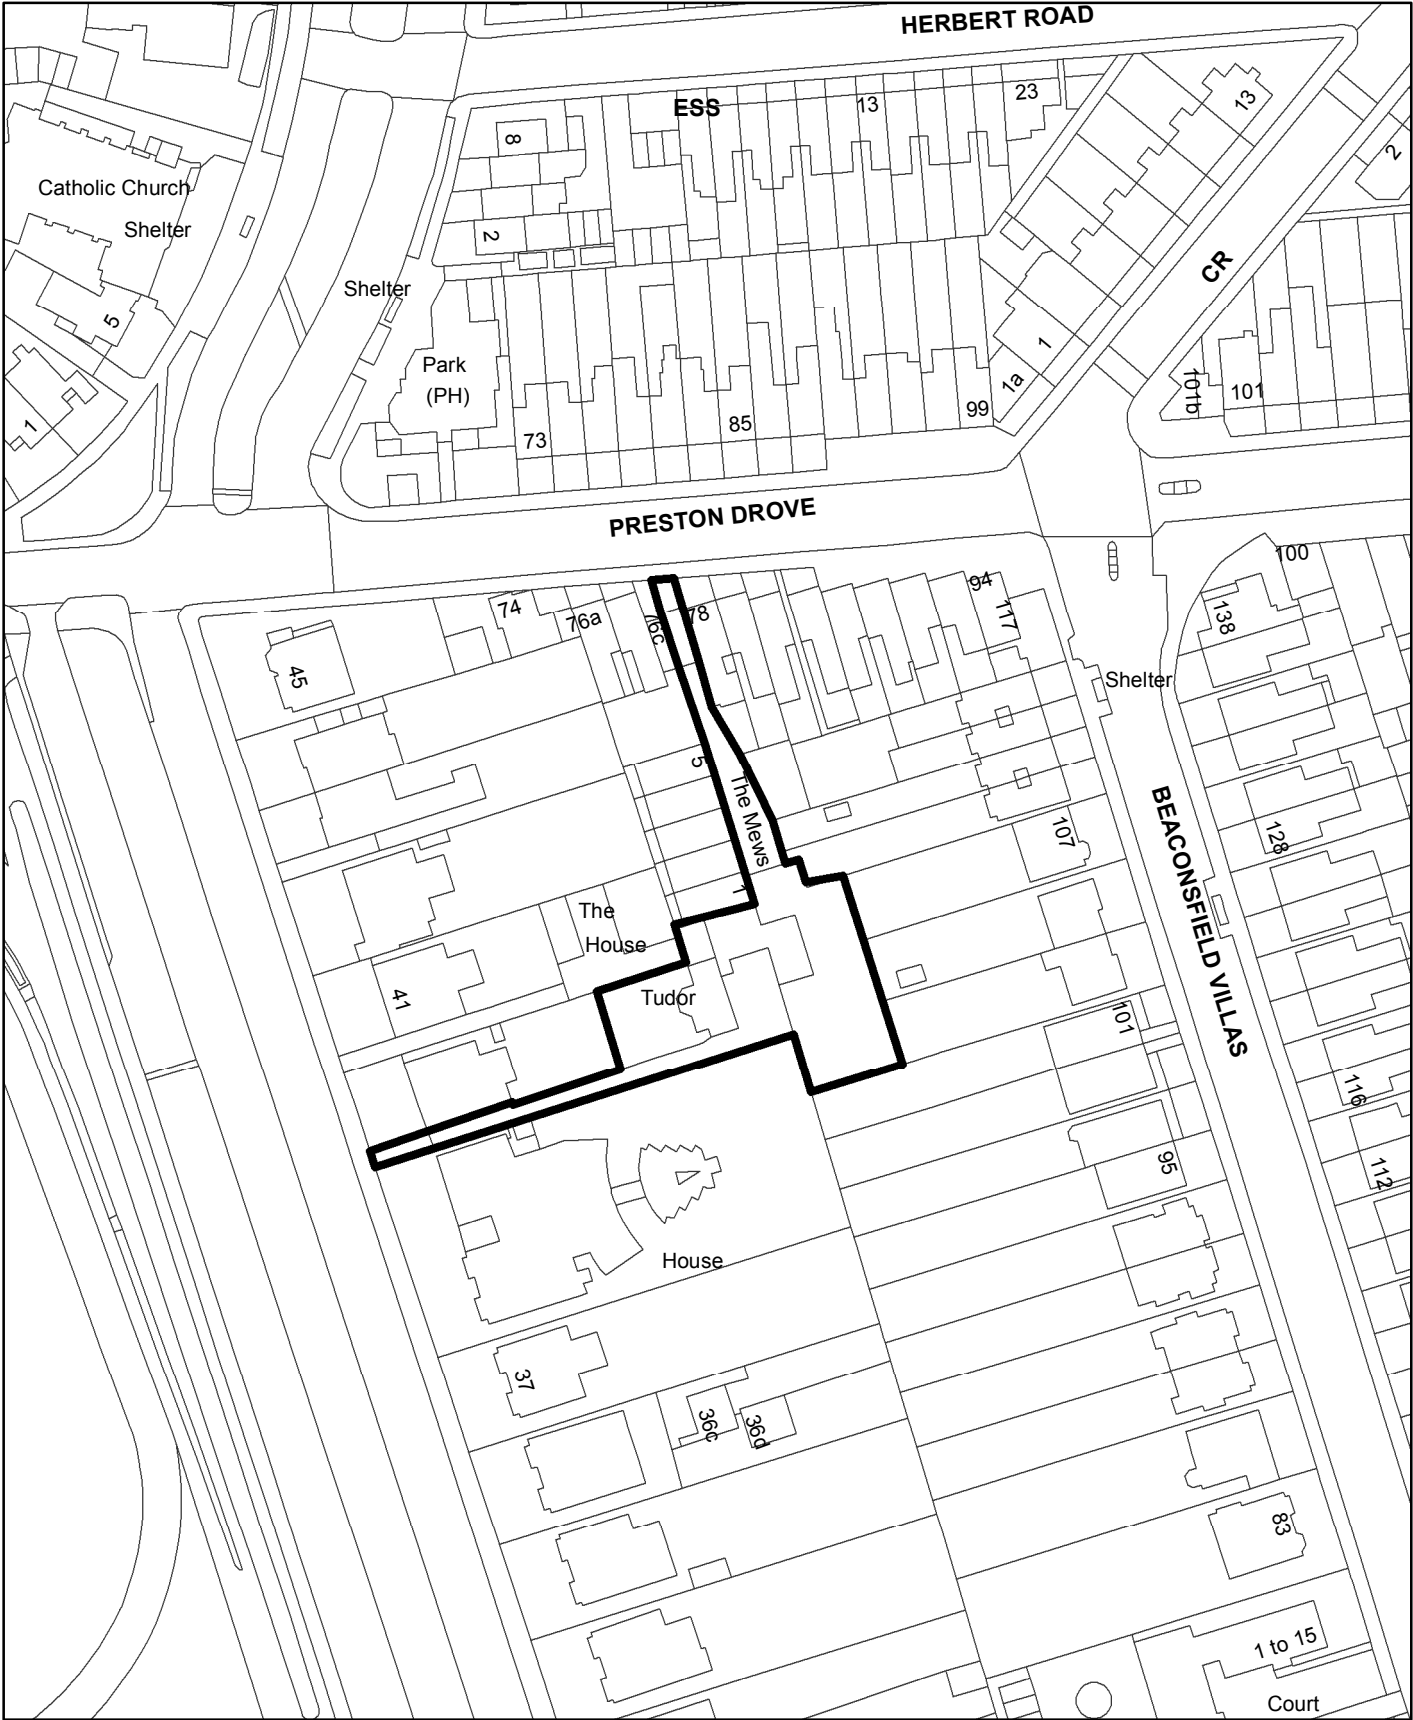 HERBERT ROAD
ESS
13
23
13
8
2
Catholic Church
Shelter
2
CR
Shelter
5
Park
(PH)
1
1a
101b
101
1
73
85
99
PRESTON DROVE
100
74
76a
76c
78
94
117
138
45
Shelter
5
The Mews
BEACONSFIELD VILLAS
107
128
1
The
House
41
Tudor
101
116
95
112
House
37
36c
36d
83
1 to 15
Court